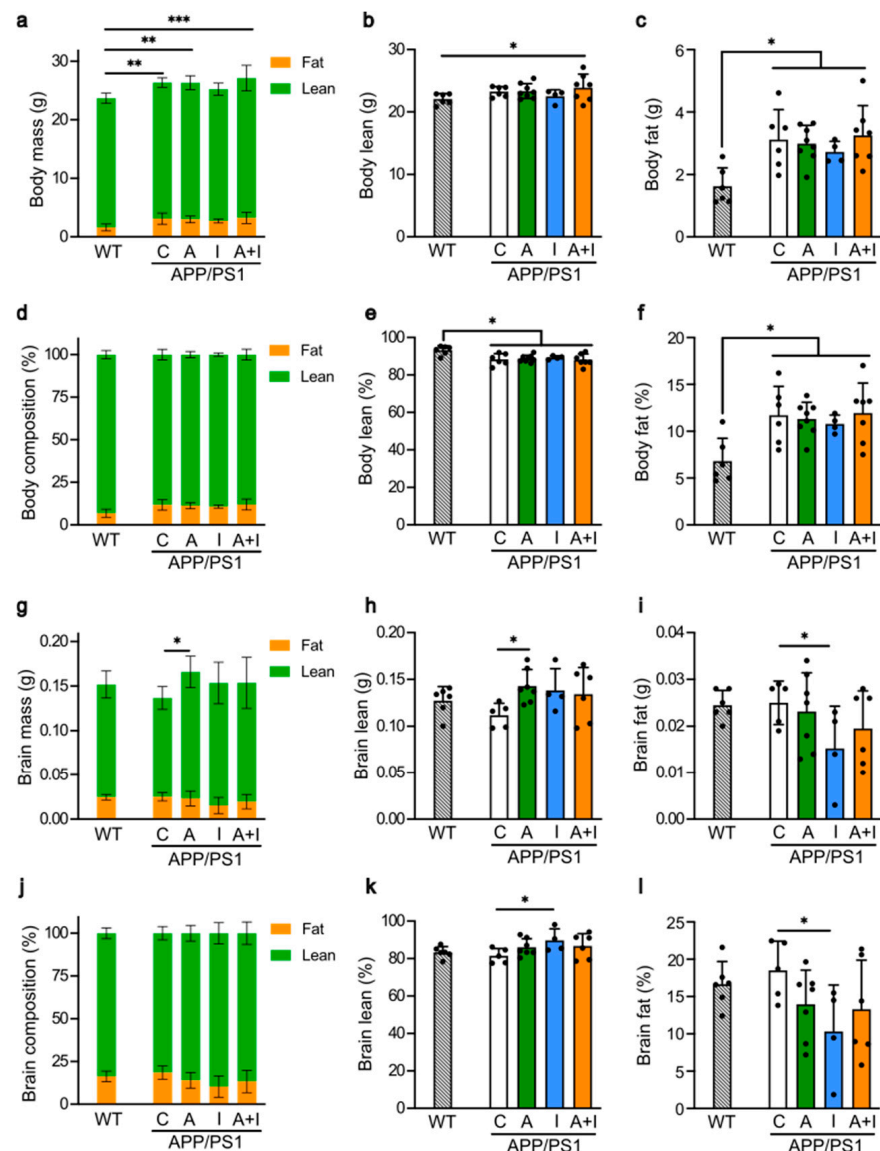 a
***
**
**
Fat
Lean
Body mass (g)
30
20
10
0
WT
C A I A+I
APP/PS1
b
*
Body lean (g)
30
20
10
0
WT
C A I A+I
APP/PS1
c
*
Body fat (g)
6
4
2
0
WT
C A I A+I
APP/PS1
d
Fat
Lean
Body composition (%)
100
50
0
WT
C A I A+I
APP/PS1
e
*
Body lean (%)
100
80
60
40
20
0
WT
C A I A+I
APP/PS1
f
*
Body fat (%)
20
15
10
5
0
WT
C A I A+I
APP/PS1
g
*
Fat
Lean
Brain mass (g)
0.20
0.15
0.10
0.05
0.00
WT
C A I A+I
APP/PS1
h
*
Brain lean (g)
0.20
0.15
0.10
0.05
0.00
WT
C A I A+I
APP/PS1
i
*
Brain fat (g)
0.04
0.03
0.02
0.01
0.00
WT
C A I A+I
APP/PS1
j
Fat
Lean
Brain composition (%)
100
50
0
WT
C A I A+I
APP/PS1
k
*
Brain lean (%)
100
80
60
40
20
0
WT
C A I A+I
APP/PS1
l
*
Brain fat (%)
25
20
15
10
5
0
WT
C A I A+I
APP/PS1